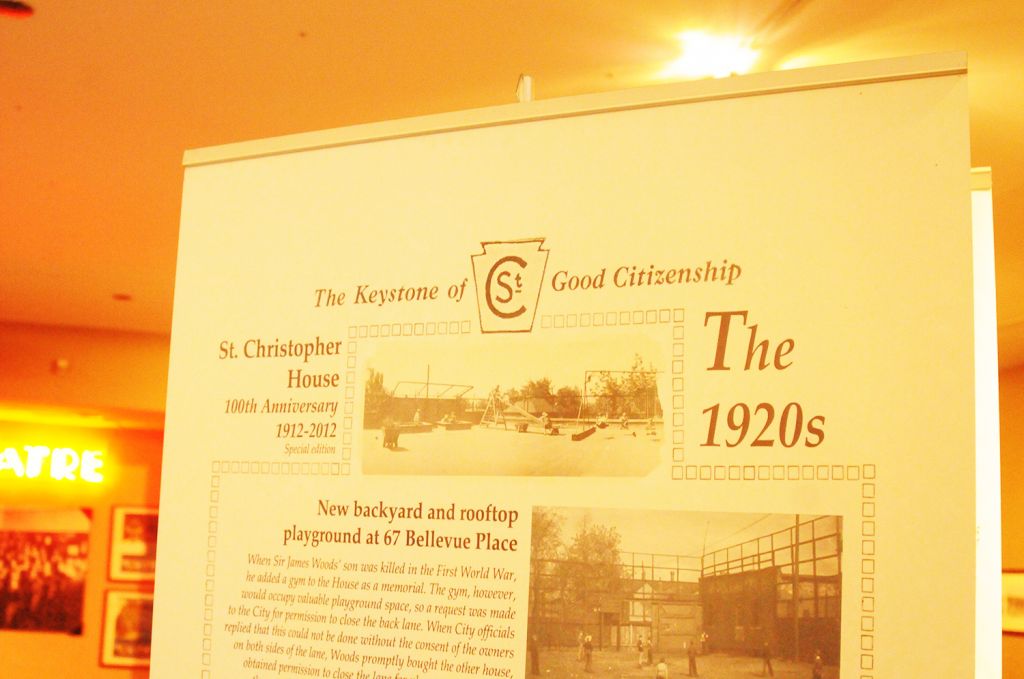 The Keystone of
CSt
Good Citizenship
St. Christopher
House
100th Anniversary
1912-2012
Special edition
The
1920s
New backyard and rooftop
playground at 67 Bellevue Place
When Sir James Woods' son was killed in the First World War,
he added a gym to the House as a memorial. The gym, however,
would occupy valuable playground space, so a request was made
to the City for permission to close the back lane. When City officials
replied that this could not be done without the consent of the owners
on both sides of the lane, Woods promptly bought the other house,
obtained permission to close the lane
ATRE